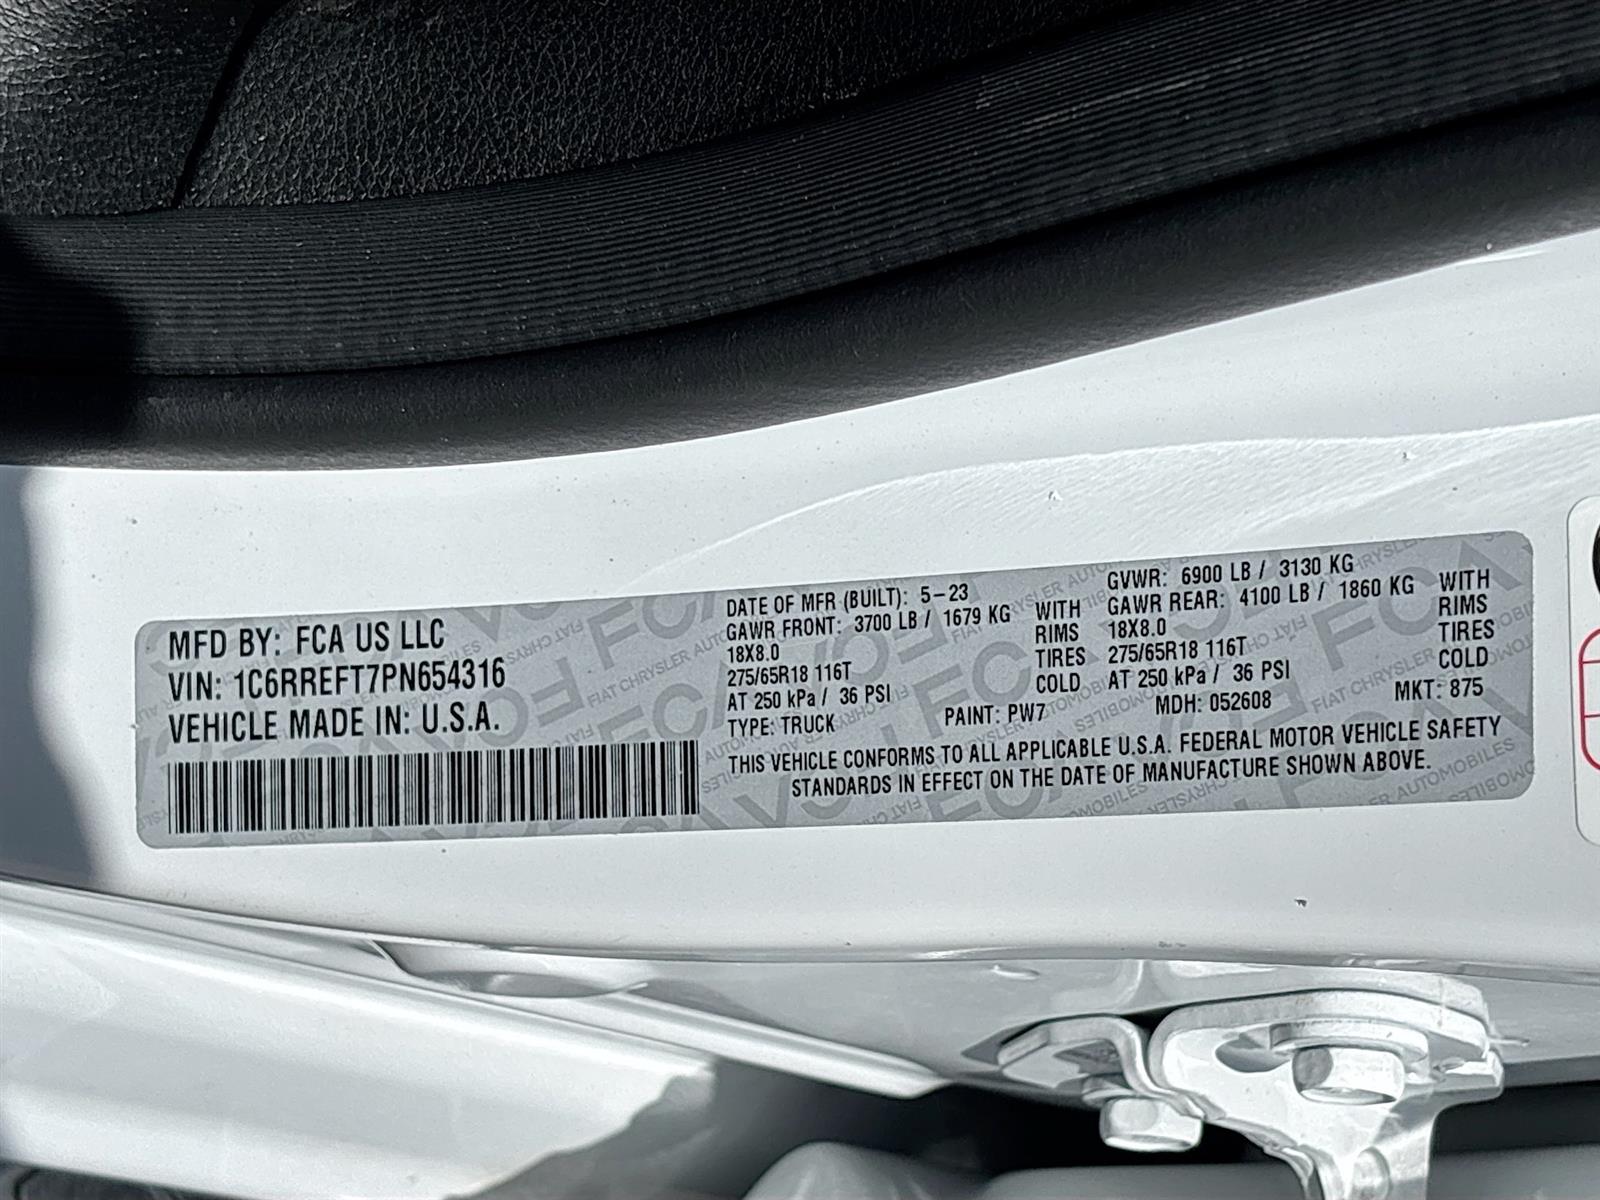 MFD BY: FCA US LLC
VIN: 1C6RREFT7PN654316
VEHICLE MADE IN: U.S.A.
DATE OF MFR (BUILT): 5-23
GAWR FRONT: 3700 LB / 1679 KG WITH
18X8.0 RIMS
275/65R18 116T TIRES
AT 250 kPa / 36 PSI COLD
TYPE: TRUCK
PAINT: PW7
GVWR: 6900 LB / 3130 KG
GAWR REAR: 4100 LB / 1860 KG WITH
18X8.0 RIMS
275/65R18 116T TIRES
AT 250 kPa / 36 PSI COLD
MDH: 052608
MKT: 875
THIS VEHICLE CONFORMS TO ALL APPLICABLE U.S.A. FEDERAL MOTOR VEHICLE SAFETY
STANDARDS IN EFFECT ON THE DATE OF MANUFACTURE SHOWN ABOVE.
FCA
FIAT CHRYSLER AUTOMOBILES